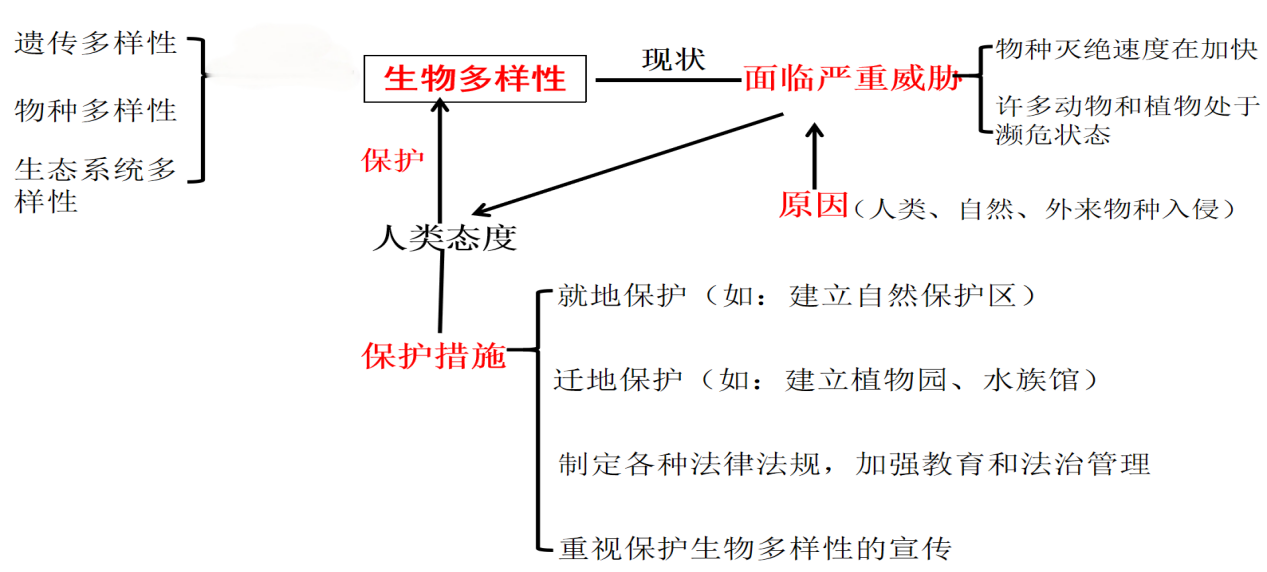 遗传多样性
物种多样性
生态系统多
样性
生物多样性
现状
面临严重威胁
物种灭绝速度在加快
许多动物和植物处于
濒危状态
保护
原因(人类、自然、外来物种入侵)
人类态度
保护措施
就地保护(如:建立自然保护区)
迁地保护(如:建立植物园、水族馆)
制定各种法律法规,加强教育和法治管理
重视保护生物多样性的宣传